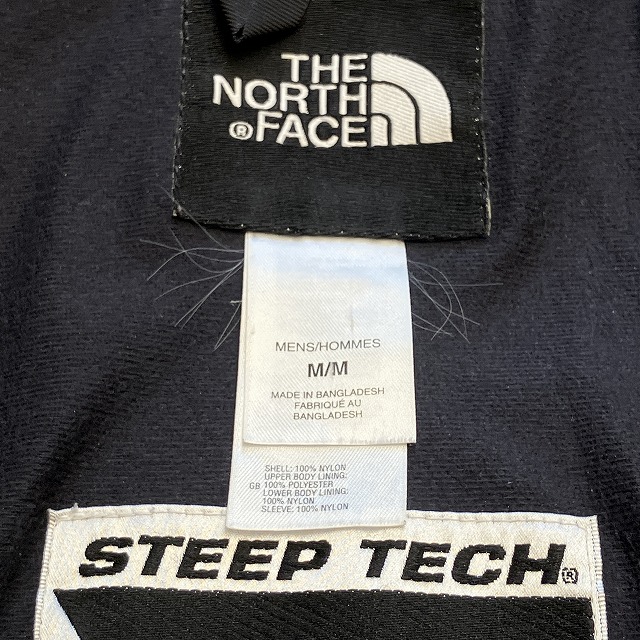 THE
NORTH
® FACE
MENS/HOMMES
M/M
MADE IN BANGLADESH
FABRIQUÉ AU
BANGLADESH
SHELL: 100% NYLON
UPPER BODY LINING:
GB 100% POLYESTER
LOWER BODY LINING:
100% NYLON
SLEEVE: 100% NYLON
STEEP TECH®